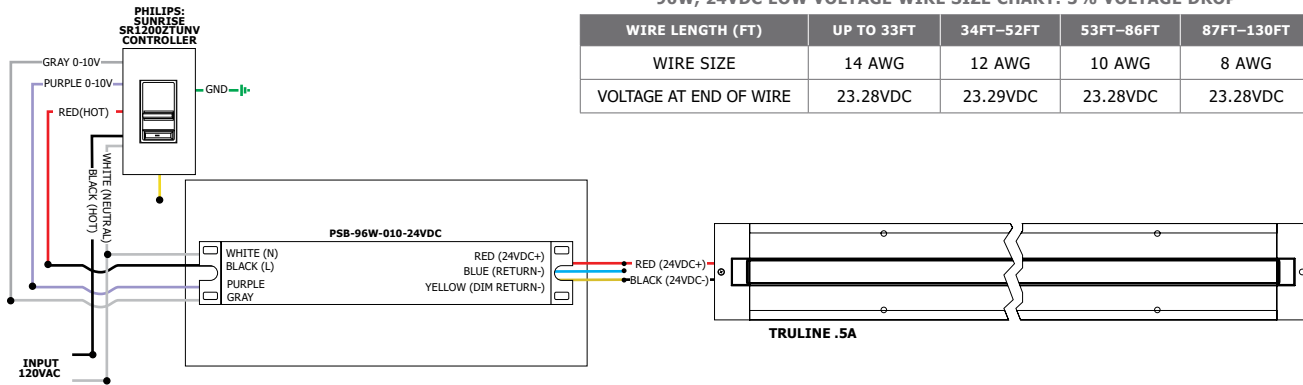 96W, 24VDC LOW VOLTAGE WIRE SIZE CHART: 3% VOLTAGE DROP
WIRE LENGTH (FT) UP TO 33FT 34FT–52FT 53FT–86FT 87FT–130FT
WIRE SIZE 14 AWG 12 AWG 10 AWG 8 AWG
VOLTAGE AT END OF WIRE 23.28VDC 23.29VDC 23.28VDC 23.28VDC
PHILIPS:
SUNRISE
SR1200ZTUNV
CONTROLLER
GRAY 0-10V
PURPLE 0-10V
RED(HOT)
GND
WHITE (NEUTRAL)
BLACK (HOT)
PSB-96W-010-24VDC
WHITE (N)
BLACK (L)
PURPLE
GRAY
RED (24VDC+)
BLUE (RETURN-)
YELLOW (DIM RETURN-)
RED (24VDC+)
BLACK (24VDC-)
TRULINE .5A
INPUT
120VAC